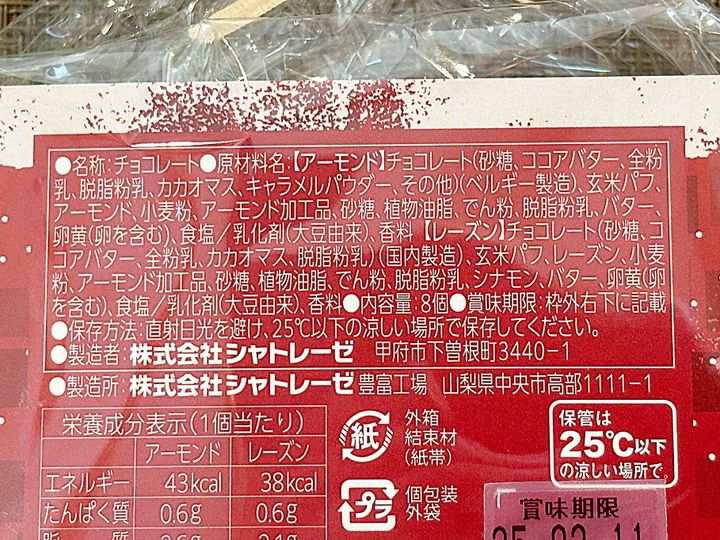 ●名称:チョコレート●原材料名:【アーモンド】チョコレート(砂糖、ココアバター、全粉
乳、脱脂粉乳、カカオマス、キャラメルパウダー、その他)(ベルギー製造)、玄米パフ、
アーモンド、小麦粉、アーモンド加工品、砂糖、植物油脂、でん粉、脱脂粉乳、バター、
卵黄(卵を含む)、食塩/乳化剤(大豆由来)、香料【レーズン】チョコレート(砂糖、コ
コアバター、全粉乳、カカオマス、脱脂粉乳)(国内製造)、玄米パフ、レーズン、小麦
粉、アーモンド加工品、砂糖、植物油脂、でん粉、脱脂粉乳、シナモン、バター、卵黄(卵
を含む)、食塩/乳化剤(大豆由来)、香料●内容量:8個●賞味期限:枠外右下に記載
●保存方法:直射日光を避け、25℃以下の涼しい場所で保存してください。
●製造者:株式会社シャトレーゼ 甲府市下曽根町3440-1
●製造所:株式会社シャトレーゼ 豊富工場 山梨県中央市高部1111-1
栄養成分表示(1個当たり)
アーモンド レーズン
エネルギー 43kcal 38kcal
たんぱく質 0.6g 0.6g
紙
外箱
結束材
(紙帯)
プラ
個包装
外袋
保管は
25℃以下
の涼しい場所で。
賞味期限